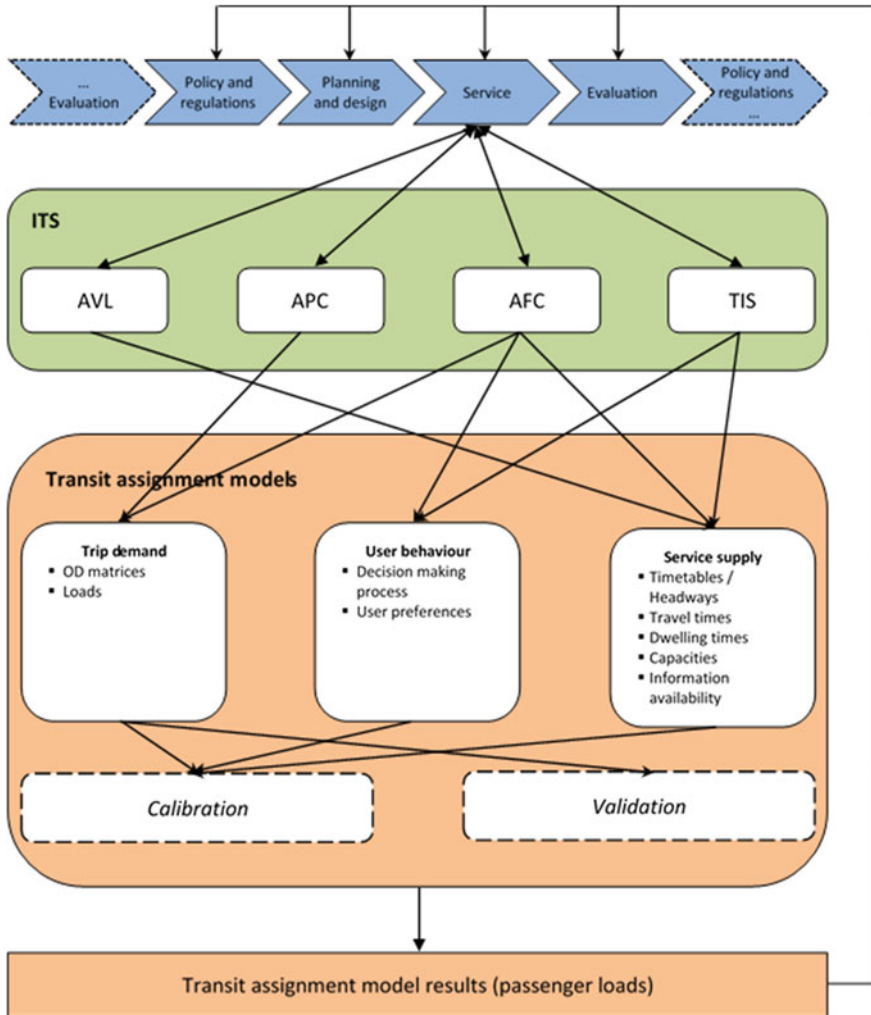 ...
Evaluation
Policy and
regulations
Planning
and design
Service
Evaluation
Policy and
regulations
...
ITS
AVL
APC
AFC
TIS
Transit assignment models
Trip demand
▪ OD matrices
▪ Loads
User behaviour
▪ Decision making
process
▪ User preferences
Service supply
▪ Timetables /
Headways
▪ Travel times
▪ Dwelling times
▪ Capacities
▪ Information
availability
Calibration
Validation
Transit assignment model results (passenger loads)